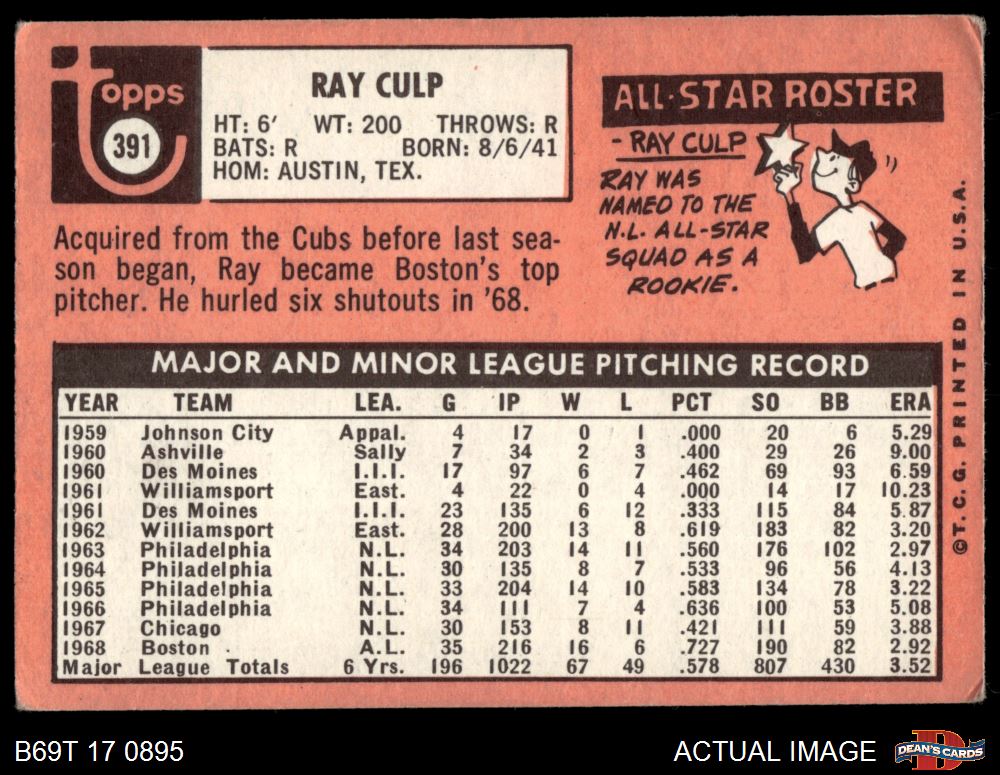 Topps
391
RAY CULP
HT: 6' WT: 200 THROWS: R
BATS: R BORN: 8/6/41
HOM: AUSTIN, TEX.
ALL-STAR ROSTER
- RAY CULP
RAY WAS
NAMED TO THE
N.L. ALL-STAR
SQUAD AS A
ROOKIE.
Acquired from the Cubs before last sea-
son began, Ray became Boston's top
pitcher. He hurled six shutouts in '68.
MAJOR AND MINOR LEAGUE PITCHING RECORD
YEAR TEAM LEA. G IP W L PCT SO BB ERA
1959 Johnson City Appal. 4 17 0 1 .000 20 6 5.29
1960 Ashville Sally 7 34 2 3 .400 29 26 9.00
1960 Des Moines I.I.I. 17 97 6 7 .462 69 93 6.59
1961 Williamsport East. 4 22 0 4 .000 14 17 10.23
1961 Des Moines I.I.I. 23 135 6 12 .333 115 84 5.87
1962 Williamsport East. 28 200 13 8 .619 183 82 3.20
1963 Philadelphia N.L. 34 203 14 11 .560 176 102 2.97
1964 Philadelphia N.L. 30 135 8 7 .533 96 56 4.13
1965 Philadelphia N.L. 33 204 14 10 .583 134 78 3.22
1966 Philadelphia N.L. 34 111 7 4 .636 100 53 5.08
1967 Chicago N.L. 30 153 8 11 .421 111 59 3.88
1968 Boston A.L. 35 216 16 6 .727 190 82 2.92
Major League Totals 6 Yrs. 196 1022 67 49 .578 807 430 3.52
©T.C.G. PRINTED IN U.S.A.
B69T 17 0895
ACTUAL IMAGE
D
DEAN'S CARDS